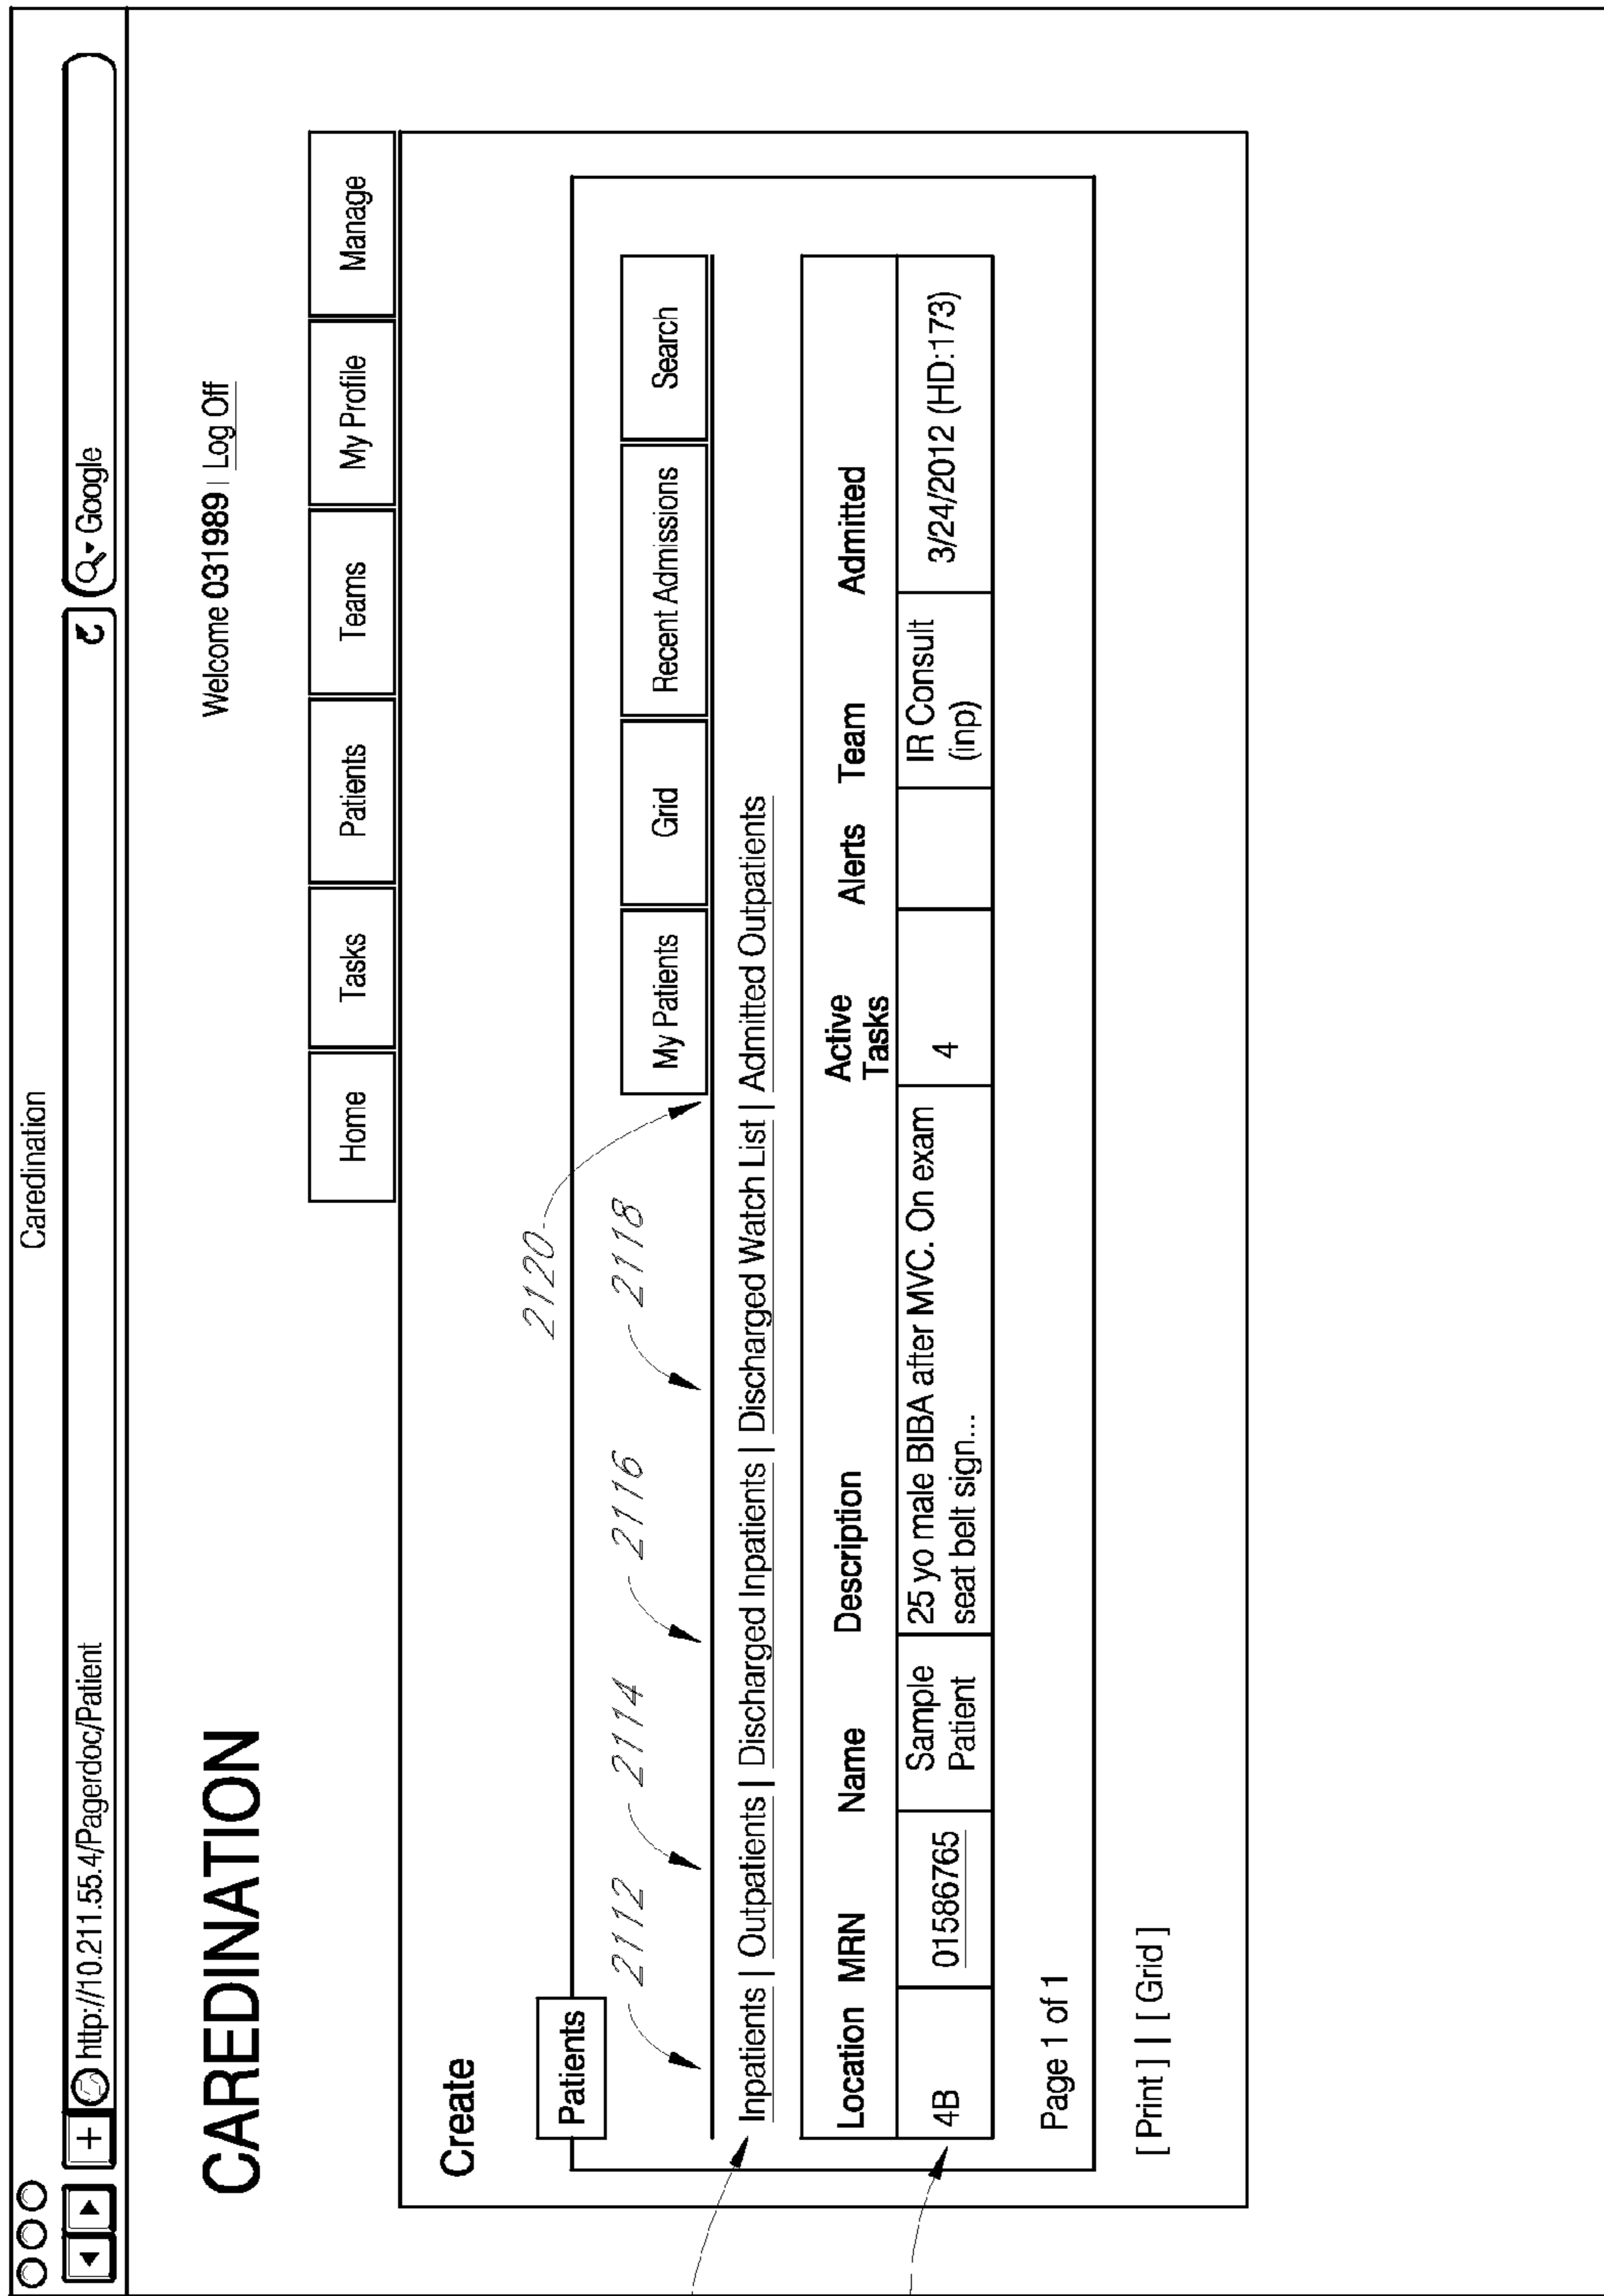 Caredination
+ http://10.211.55.4/Pagerdoc/Patient Google
CAREDINATION
Welcome 031989 | Log Off
Home Tasks Patients Teams My Profile Manage
Create
2120
Patients
2112 2114 2116 2118
My Patients Grid Recent Admissions Search
Inpatients | Outpatients | Discharged Inpatients | Discharged Watch List | Admitted Outpatients
Location MRN Name Description Active Tasks Alerts Team Admitted
4B 01586765 Sample Patient 25 yo male BIBA after MVC. On exam seat belt sign... 4 IR Consult (inp) 3/24/2012 (HD:173)
Page 1 of 1
[ Print ] | [ Grid ]